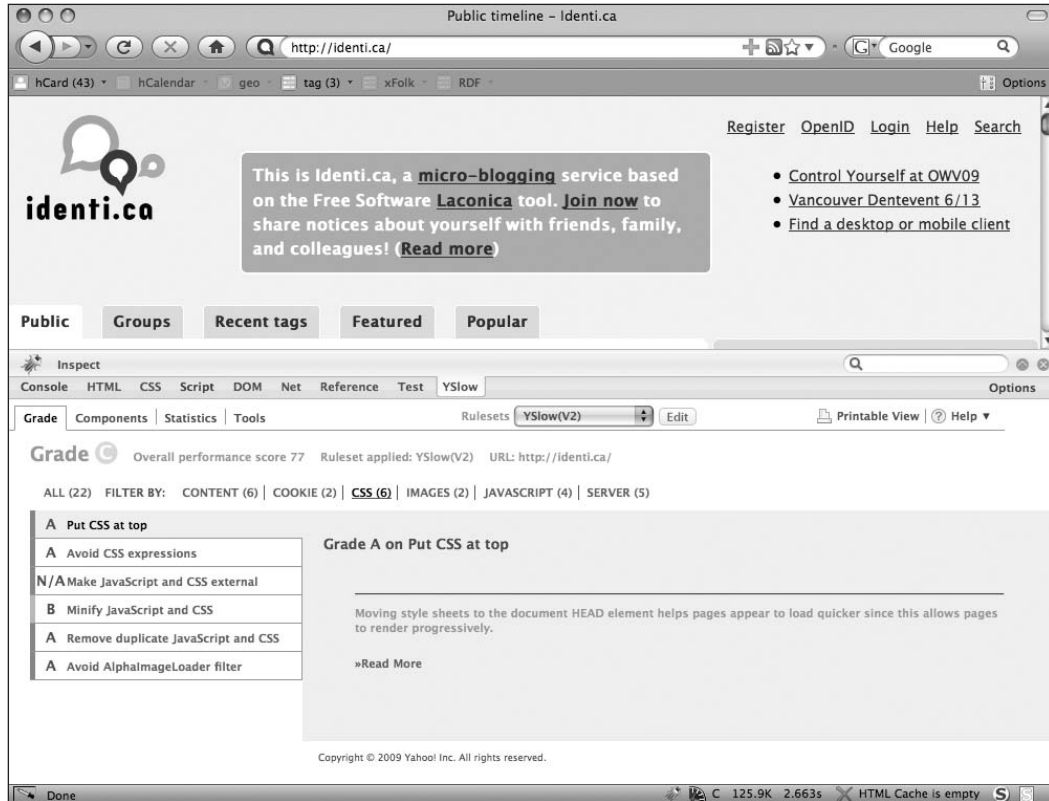 Public timeline – Identi.ca
http://identi.ca/
G
Google
hCard (43)
hCalendar
geo
tag (3)
xFolk
RDF
Options
identi.ca
Register OpenID Login Help Search
This is Identi.ca, a micro-blogging service based
on the Free Software Laconica tool. Join now to
share notices about yourself with friends, family,
and colleagues! (Read more)
• Control Yourself at OWV09
• Vancouver Dentevent 6/13
• Find a desktop or mobile client
Public Groups Recent tags Featured Popular
Inspect
Console HTML CSS Script DOM Net Reference Test YSlow Options
Grade Components | Statistics | Tools Rulesets YSlow(V2) Edit Printable View | ? Help
Grade C Overall performance score 77 Ruleset applied: YSlow(V2) URL: http://identi.ca/
ALL (22) FILTER BY: CONTENT (6) | COOKIE (2) | CSS (6) | IMAGES (2) | JAVASCRIPT (4) | SERVER (5)
A Put CSS at top
A Avoid CSS expressions
N/A Make JavaScript and CSS external
B Minify JavaScript and CSS
A Remove duplicate JavaScript and CSS
A Avoid AlphaImageLoader filter
Grade A on Put CSS at top
Moving style sheets to the document HEAD element helps pages appear to load quicker since this allows pages
to render progressively.
»Read More
Copyright © 2009 Yahoo! Inc. All rights reserved.
Done C 125.9K 2.663s HTML Cache is empty S